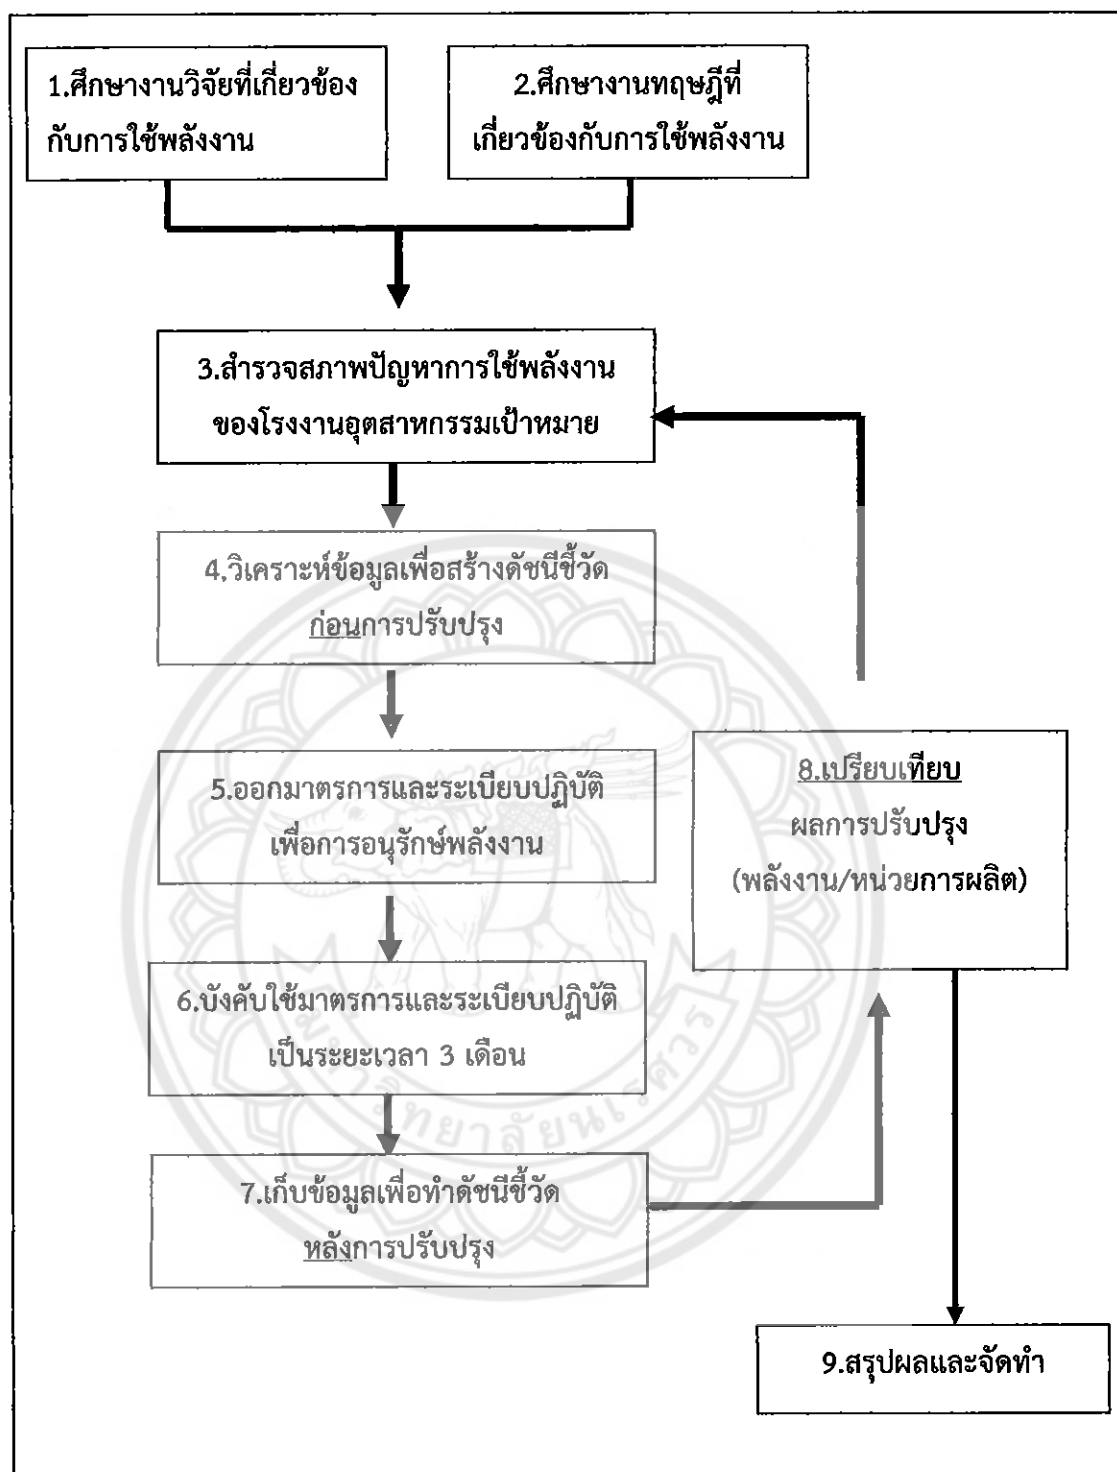 1.ศึกษางานวิจัยที่เกี่ยวข้อง
กับการใช้พลังงาน
2.ศึกษางานทฤษฎีที่
เกี่ยวข้องกับการใช้พลังงาน
3.สำรวจสภาพปัญหาการใช้พลังงาน
ของโรงงานอุตสาหกรรมเป้าหมาย
4.วิเคราะห์ข้อมูลเพื่อสร้างดัชนีชี้วัด
ก่อนการปรับปรุง
5.ออกมาตรการและระเบียบปฏิบัติ
เพื่อการอนุรักษ์พลังงาน
8.เปรียบเทียบ
ผลการปรับปรุง
(พลังงาน/หน่วยการผลิต)
6.บังคับใช้มาตรการและระเบียบปฏิบัติ
เป็นระยะเวลา 3 เดือน
มหาวิทยาลัยนเรศวร
7.เก็บข้อมูลเพื่อทำดัชนีชี้วัด
หลังการปรับปรุง
9.สรุปผลและจัดทำ